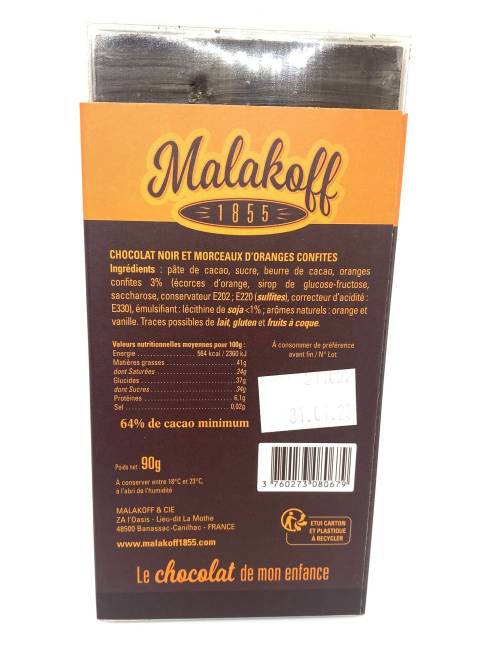 Malakoff
1855
CHOCOLAT NOIR ET MORCEAUX D'ORANGES CONFITES
Ingrédients : pâte de cacao, sucre, beurre de cacao, oranges
confites 3% (écorces d'orange, sirop de glucose-fructose,
saccharose, conservateur E202 ; E220 (sulfites), correcteur d'acidité :
E330), émulsifiant : lécithine de soja <1% ; arômes naturels : orange et
vanille. Traces possibles de lait, gluten et fruits à coque.
Valeurs nutritionnelles moyennes pour 100g :
Energie 564 kcal / 2360 kJ
Matières grasses 41g
dont Saturées 24g
Glucides 37g
dont Sucres 34g
Protéines 6,1g
Sel 0,02g
64% de cacao minimum
À consommer de préférence
avant fin / N° Lot
211022
Poids net : 90g
À conserver entre 18°C et 23°C,
à l'abri de l'humidité
3 760273 080679
MALAKOFF & CIE
ZA l'Oasis - Lieu-dit La Mothe
48500 Banassac-Canilhac - FRANCE
www.malakoff1855.com
ETUI CARTON
ET PLASTIQUE
À RECYCLER
Le chocolat de mon enfance